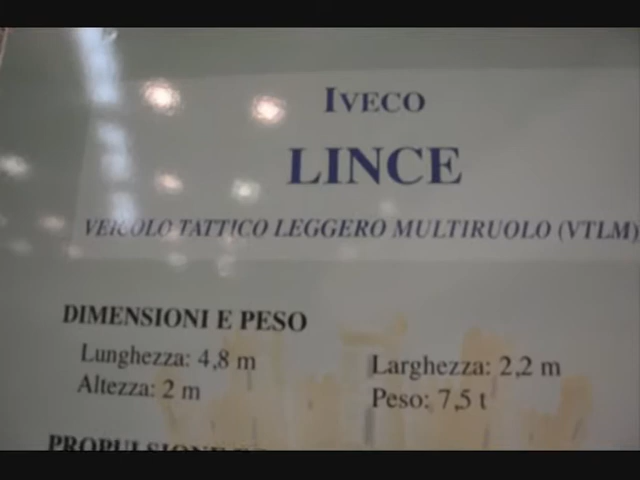 IVECO
LINCE
VEICOLO TATTICO LEGGERO MULTIRUOLO (VTLM)
DIMENSIONI E PESO
Lunghezza: 4,8 m
Larghezza: 2,2 m
Altezza: 2 m
Peso: 7,5 t
PROPULSIONE